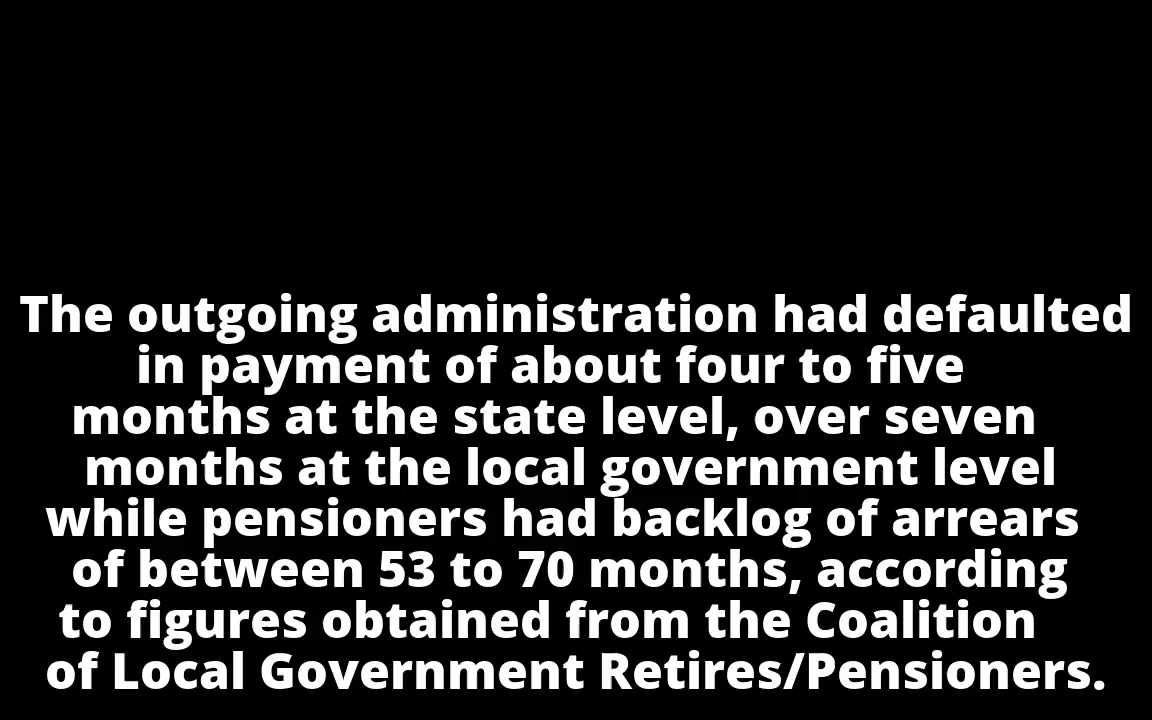 The outgoing administration had defaulted
in payment of about four to five
months at the state level, over seven
months at the local government level
while pensioners had backlog of arrears
of between 53 to 70 months, according
to figures obtained from the Coalition
of Local Government Retires/Pensioners.